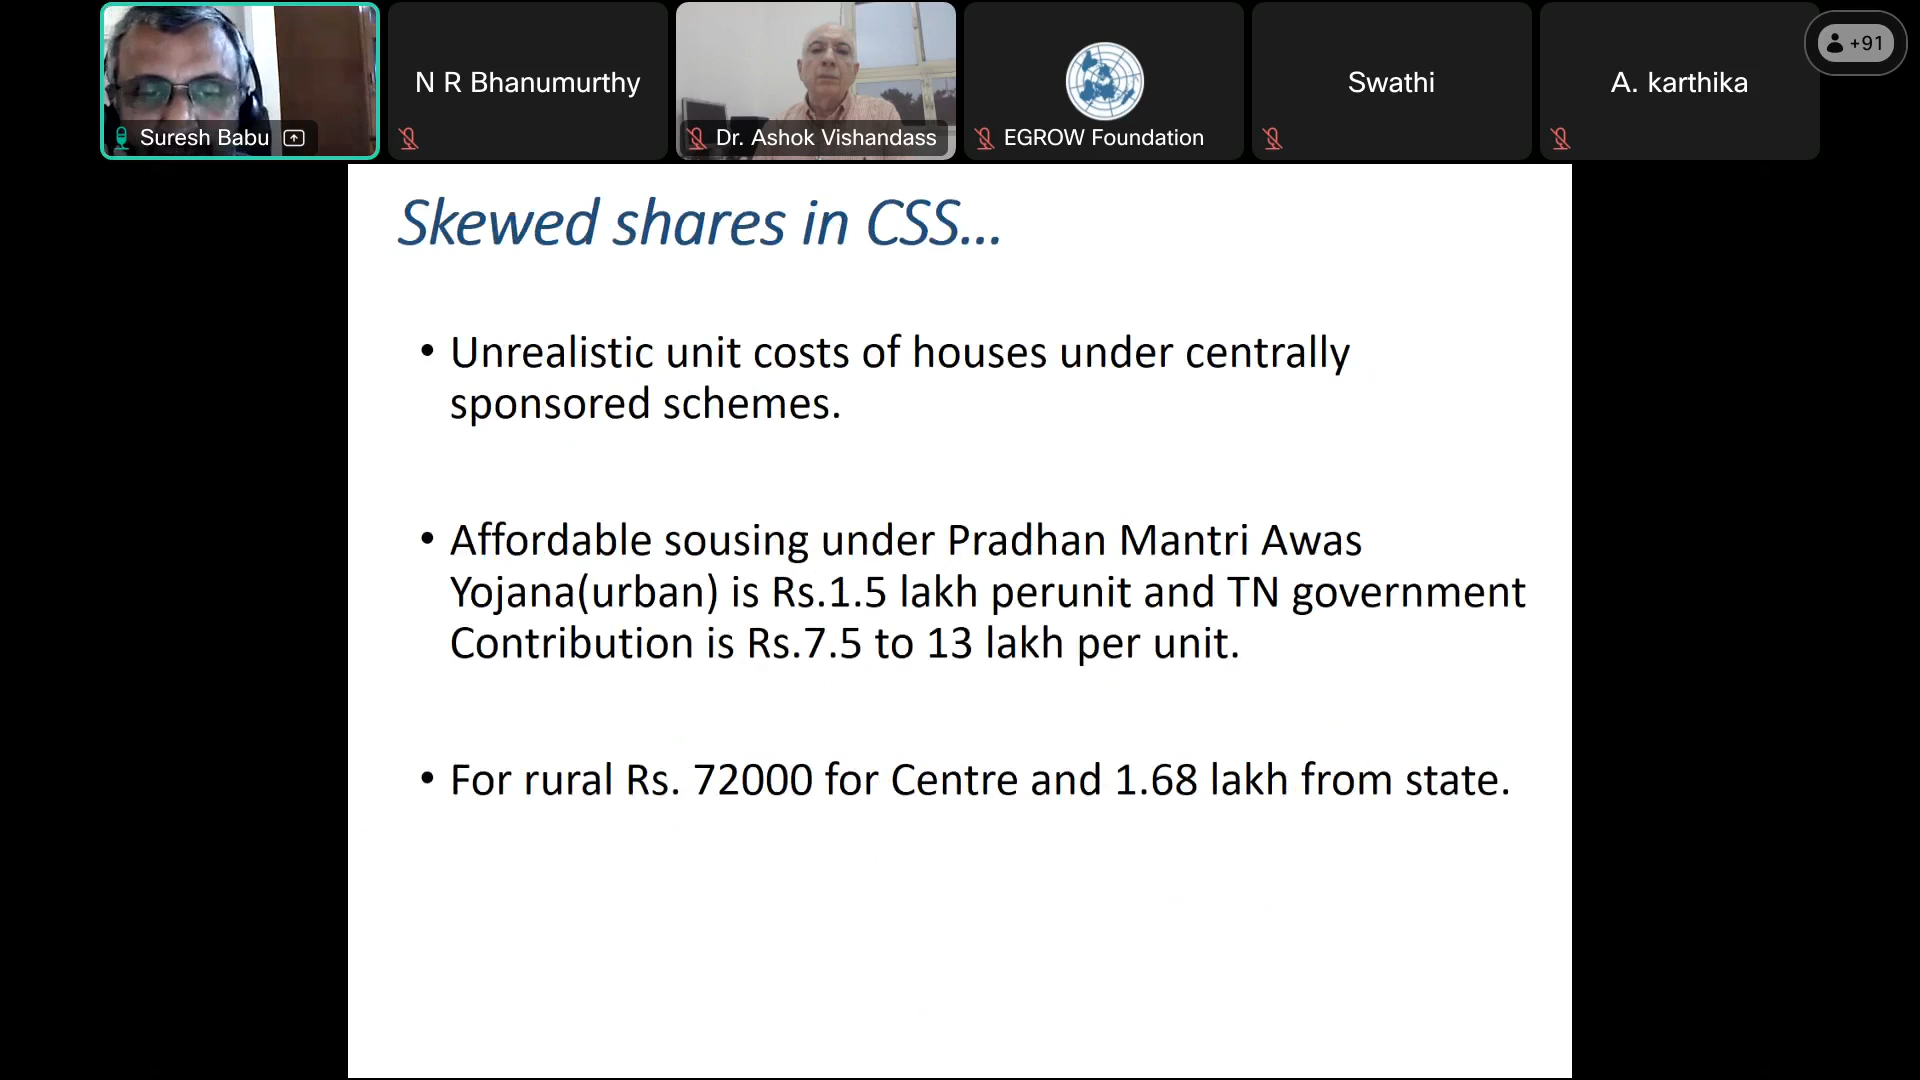 Suresh Babu
N R Bhanumurthy
Dr. Ashok Vishandass
EGROW Foundation
Swathi
A. karthika
+91
Skewed shares in CSS...
• Unrealistic unit costs of houses under centrally
sponsored schemes.
• Affordable sousing under Pradhan Mantri Awas
Yojana(urban) is Rs.1.5 lakh perunit and TN government
Contribution is Rs.7.5 to 13 lakh per unit.
• For rural Rs. 72000 for Centre and 1.68 lakh from state.